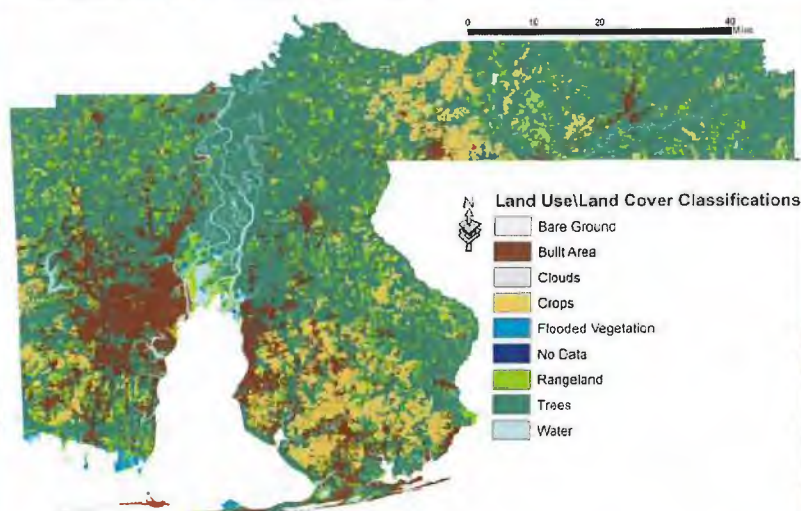 0 10 20 40
Miles
N
Land Use\Land Cover Classifications
Bare Ground
Built Area
Clouds
Crops
Flooded Vegetation
No Data
Rangeland
Trees
Water